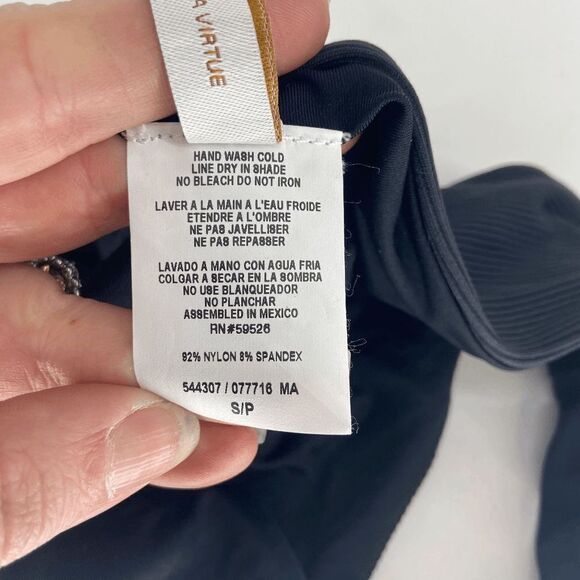 A VIRTUE
HAND WASH COLD
LINE DRY IN SHADE
NO BLEACH DO NOT IRON
LAVER A LA MAIN A L'EAU FROIDE
ETENDRE A L'OMBRE
NE PAS JAVELLISER
NE PAS REPASSER
LAVADO A MANO CON AGUA FRIA
COLGAR A SECAR EN LA SOMBRA
NO USAR BLANQUEADOR
NO PLANCHAR
ASSEMBLED IN MEXICO
RN#59526
92% NYLON 8% SPANDEX
544307 / 077716 MA
S/P